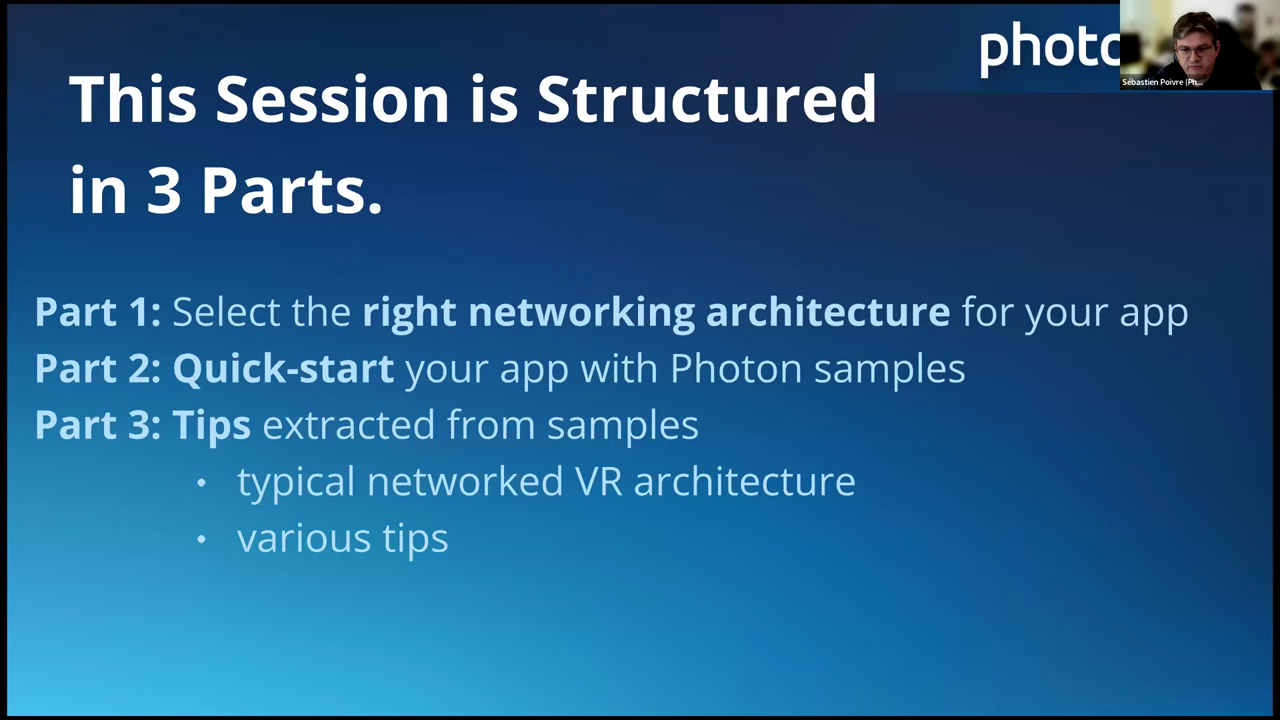 photo
Sébastien Poivre (Ph...
This Session is Structured
in 3 Parts.
Part 1: Select the right networking architecture for your app
Part 2: Quick-start your app with Photon samples
Part 3: Tips extracted from samples
• typical networked VR architecture
• various tips